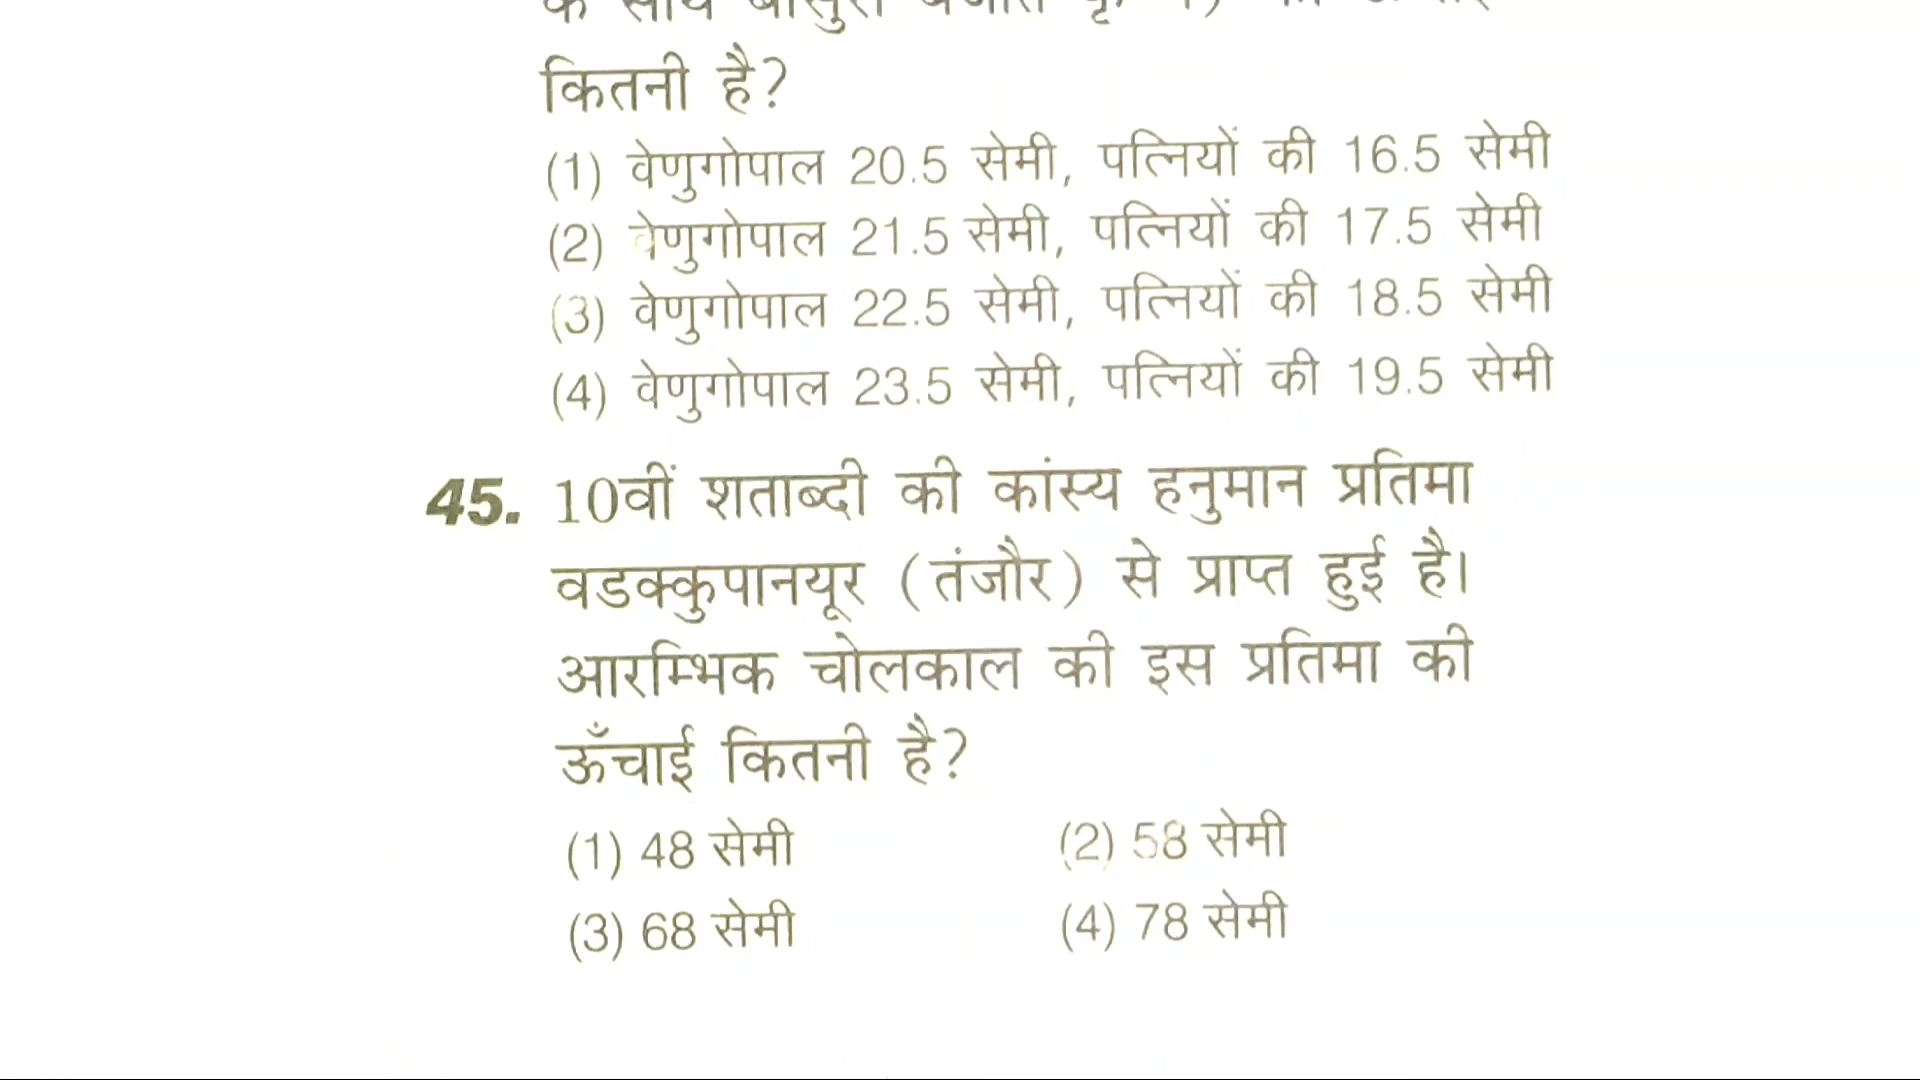 कितनी है?
(1) वेणुगोपाल 20.5 सेमी, पत्नियों की 16.5 सेमी
(2) वेणुगोपाल 21.5 सेमी, पत्नियों की 17.5 सेमी
(3) वेणुगोपाल 22.5 सेमी, पत्नियों की 18.5 सेमी
(4) वेणुगोपाल 23.5 सेमी, पत्नियों की 19.5 सेमी
45. 10वीं शताब्दी की कांस्य हनुमान प्रतिमा
वडक्कुपानयूर (तंजौर) से प्राप्त हुई है।
आरम्भिक चोलकाल की इस प्रतिमा की
ऊँचाई कितनी है?
(1) 48 सेमी (2) 58 सेमी
(3) 68 सेमी (4) 78 सेमी